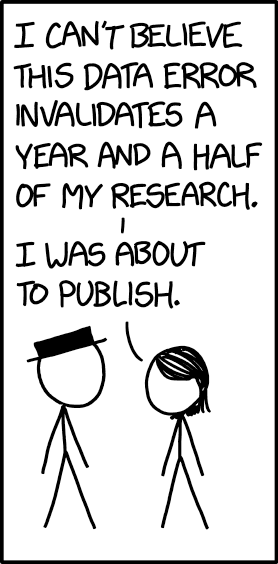 I CAN'T BELIEVE
THIS DATA ERROR
INVALIDATES A
YEAR AND A HALF
OF MY RESEARCH.
I WAS ABOUT
TO PUBLISH.